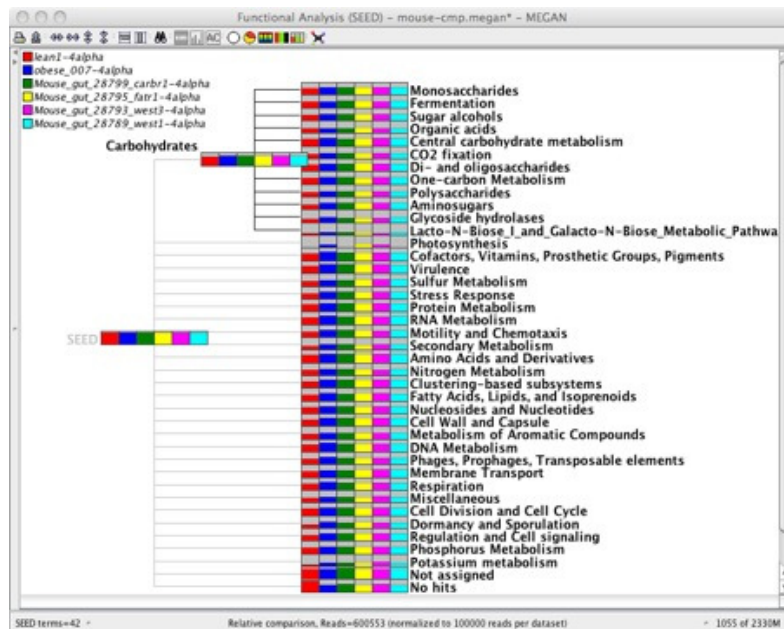 Functional Analysis (SEED) – mouse-cmp.megan* – MEGAN
lean1-4alpha
obese_007-4alpha
Mouse_gut_28799_carbr1-4alpha
Mouse_gut_28795_fatr1-4alpha
Mouse_gut_28793_west3-4alpha
Mouse_gut_28789_west1-4alpha
Carbohydrates
SEED
Monosaccharides
Fermentation
Sugar alcohols
Organic acids
Central carbohydrate metabolism
CO2 fixation
Di- and oligosaccharides
One-carbon Metabolism
Polysaccharides
Aminosugars
Glycoside hydrolases
Lacto-N-Biose_I_and_Galacto-N-Biose_Metabolic_Pathwa
Photosynthesis
Cofactors, Vitamins, Prosthetic Groups, Pigments
Virulence
Sulfur Metabolism
Stress Response
Protein Metabolism
RNA Metabolism
Motility and Chemotaxis
Secondary Metabolism
Amino Acids and Derivatives
Nitrogen Metabolism
Clustering-based subsystems
Fatty Acids, Lipids, and Isoprenoids
Nucleosides and Nucleotides
Cell Wall and Capsule
Metabolism of Aromatic Compounds
DNA Metabolism
Phages, Prophages, Transposable elements
Membrane Transport
Respiration
Miscellaneous
Cell Division and Cell Cycle
Dormancy and Sporulation
Regulation and Cell signaling
Phosphorus Metabolism
Potassium metabolism
Not assigned
No hits
SEED terms=42
Relative comparison, Reads=600553 (normalized to 100000 reads per dataset)
1055 of 2330M